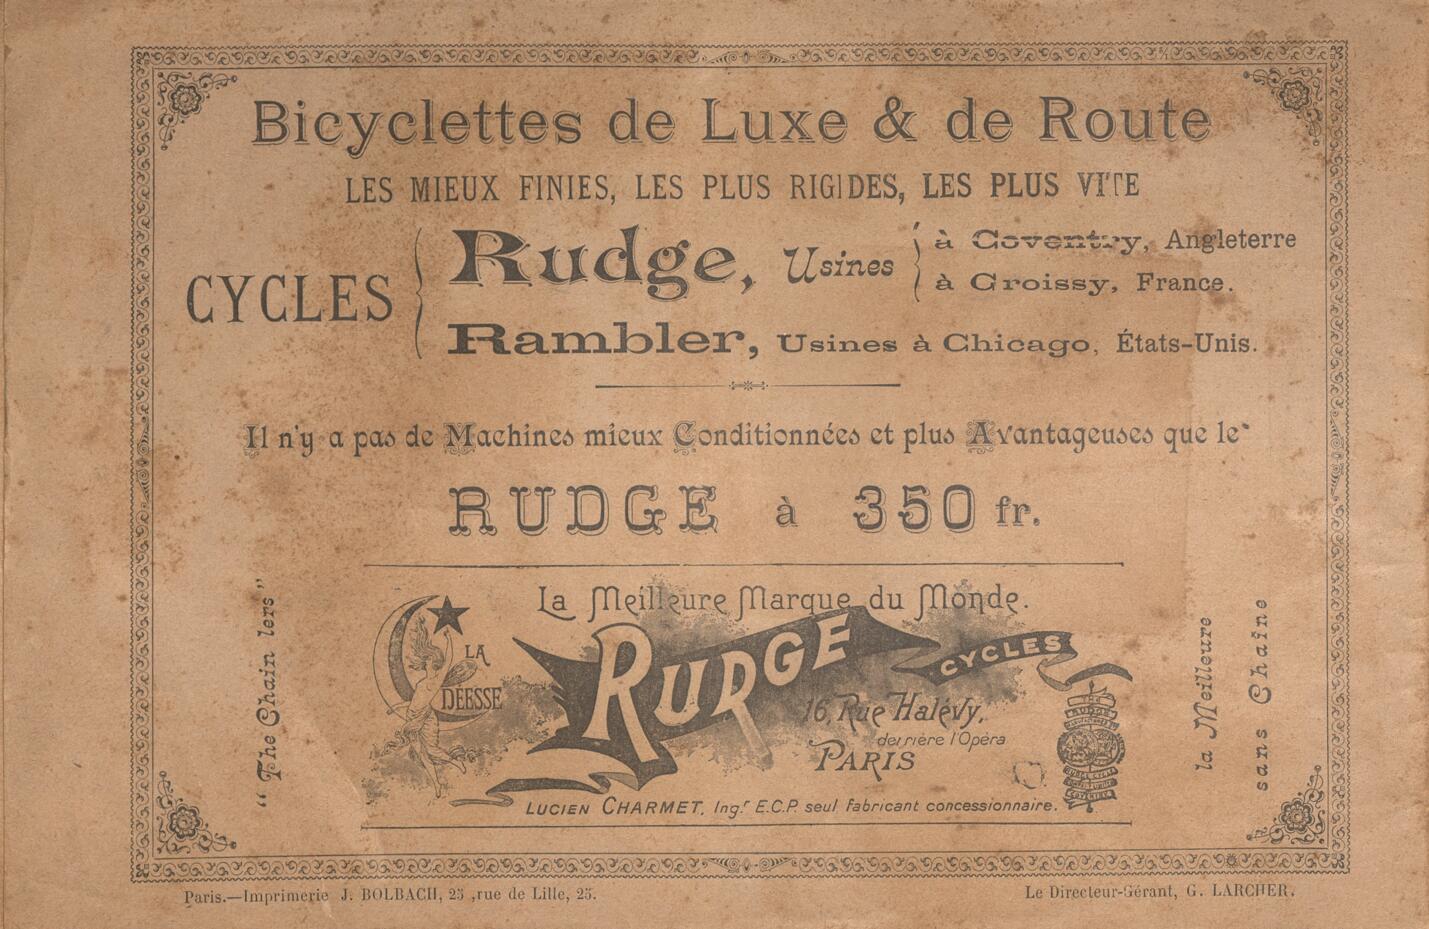 Bicyclettes de Luxe & de Route
LES MIEUX FINIES, LES PLUS RIGIDES, LES PLUS VITE
CYCLES
Rudge, Usines
à Coventry, Angleterre
à Croissy, France.
Rambler, Usines à Chicago, États-Unis.
Il n'y a pas de Machines mieux Conditionnées et plus Avantageuses que le
RUDGE à 350 fr.
“The Chain lers”
La Meilleure Marque du Monde.
LA
DÉESSE
RUDGE
CYCLES
16, Rue Halévy,
derrière l'Opéra
PARIS
LUCIEN CHARMET, Ing.r E.C.P. seul fabricant concessionnaire.
la Meilleure
sans Chaîne
Paris.—Imprimerie J. BOLBACH, 25 ,rue de Lille, 25.
Le Directeur-Gérant, G. LARCHER.